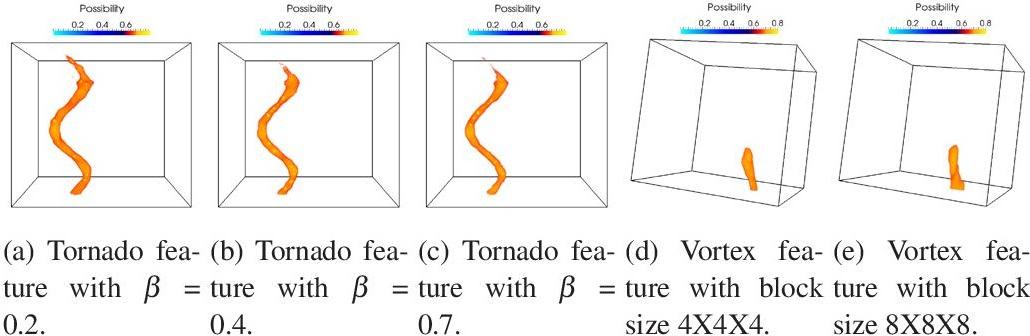 Possibility
0.2 0.4 0.6
Possibility
0.2 0.4 0.6
Possibility
0.2 0.4 0.6
Possibility
0.2 0.4 0.6 0.8
Possibility
0.2 0.4 0.6 0.8
(a) Tornado fea-
ture with β =
0.2.
(b) Tornado fea-
ture with β =
0.4.
(c) Tornado fea-
ture with β =
0.7.
(d) Vortex fea-
ture with block
size 4X4X4.
(e) Vortex fea-
ture with block
size 8X8X8.